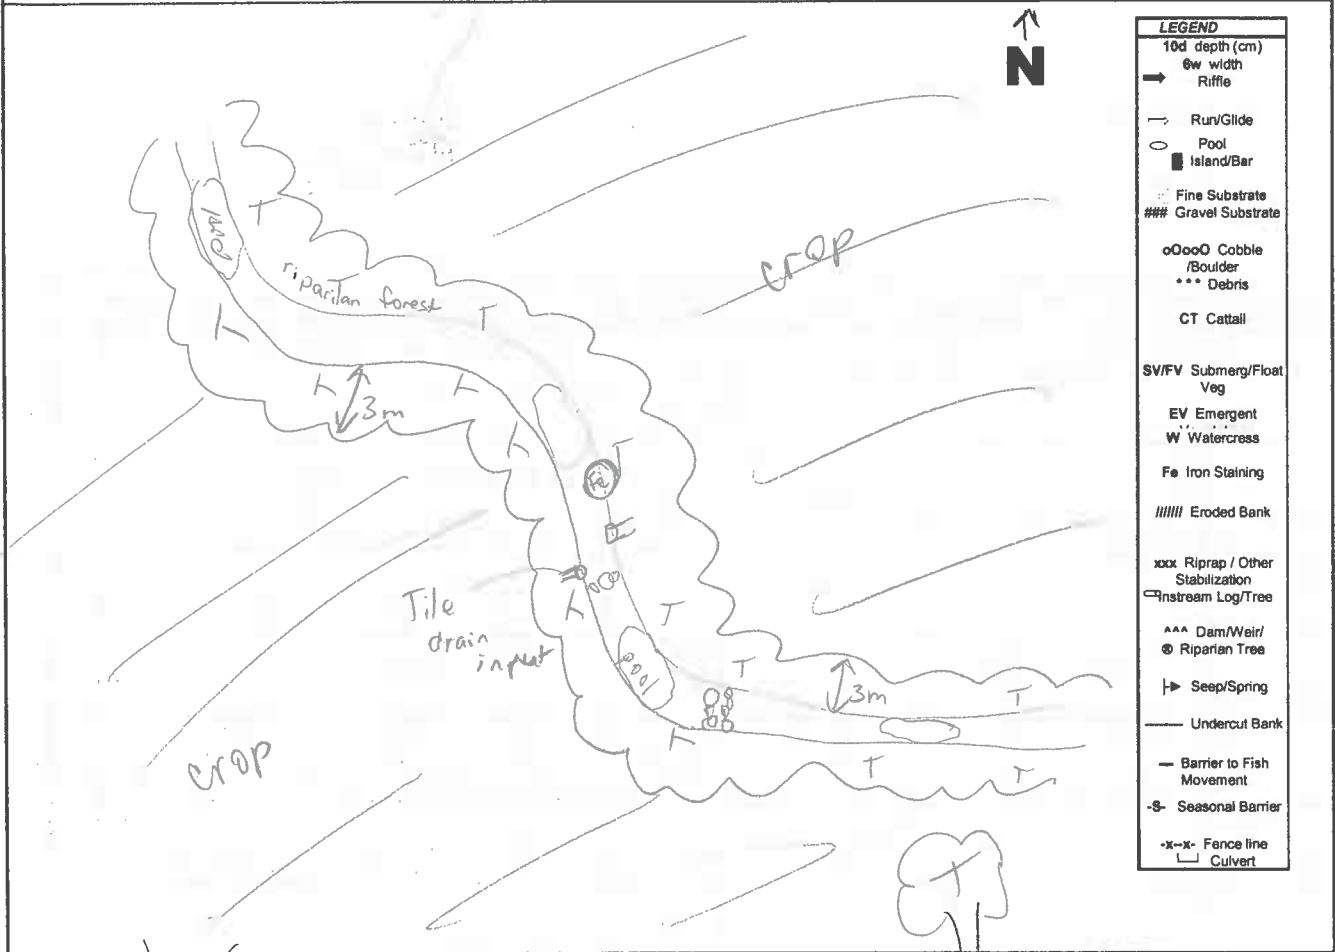 N
crop
Pool
T
riparitan forest
T
T
T
T
T
3m
T
T
Fe
Tile
drain
input
T
T
Pool
T
T
3m
T
T
T
T
crop
T
LEGEND
10d depth (cm)
6w width
Riffle
Run/Glide
Pool
Island/Bar
Fine Substrate
### Gravel Substrate
oOooO Cobble
/Boulder
*** Debris
CT Cattail
SV/FV Submerg/Float
Veg
EV Emergent
W Watercress
Fe Iron Staining
/////// Eroded Bank
xxx Riprap / Other
Stabilization
Instream Log/Tree
^^^ Dam/Weir/
Riparian Tree
Seep/Spring
Undercut Bank
Barrier to Fish
Movement
-S- Seasonal Barrier
-x--x- Fence line
Culvert